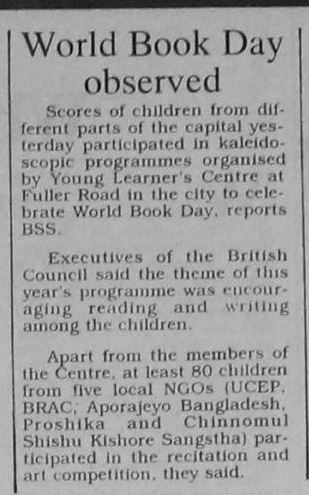 World Book Day
observed
Scores of children from dif-
ferent parts of the capital yes-
terday participated in kaleido-
scopic programmes organised
by Young Learner's Centre at
Fuller Road in the city to cele-
brate World Book Day, reports
BSS.
Executives of the British
Council said the theme of this
year's programme was encour-
aging reading and writing
among the children.
Apart from the members of
the Centre, at least 80 children
from five local NGOs (UCEP,
BRAC, Aporajeyo Bangladesh,
Proshika and Chinnomul
Shishu Kishore Sangstha) par-
ticipated in the recitation and
art competition, they said.